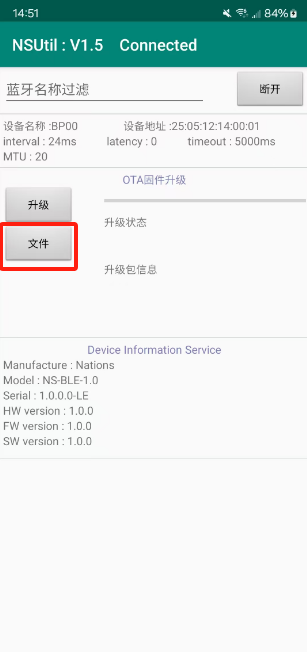 14:51 84%
NSUtil : V1.5 Connected
蓝牙名称过滤 断开
设备名称 :BP00 设备地址 :25:05:12:14:00:01
interval : 24ms latency : 0 timeout : 5000ms
MTU : 20
OTA固件升级
升级
升级状态
文件
升级包信息
Device Information Service
Manufacture : Nations
Model : NS-BLE-1.0
Serial : 1.0.0.0-LE
HW version : 1.0.0
FW version : 1.0.0
SW version : 1.0.0